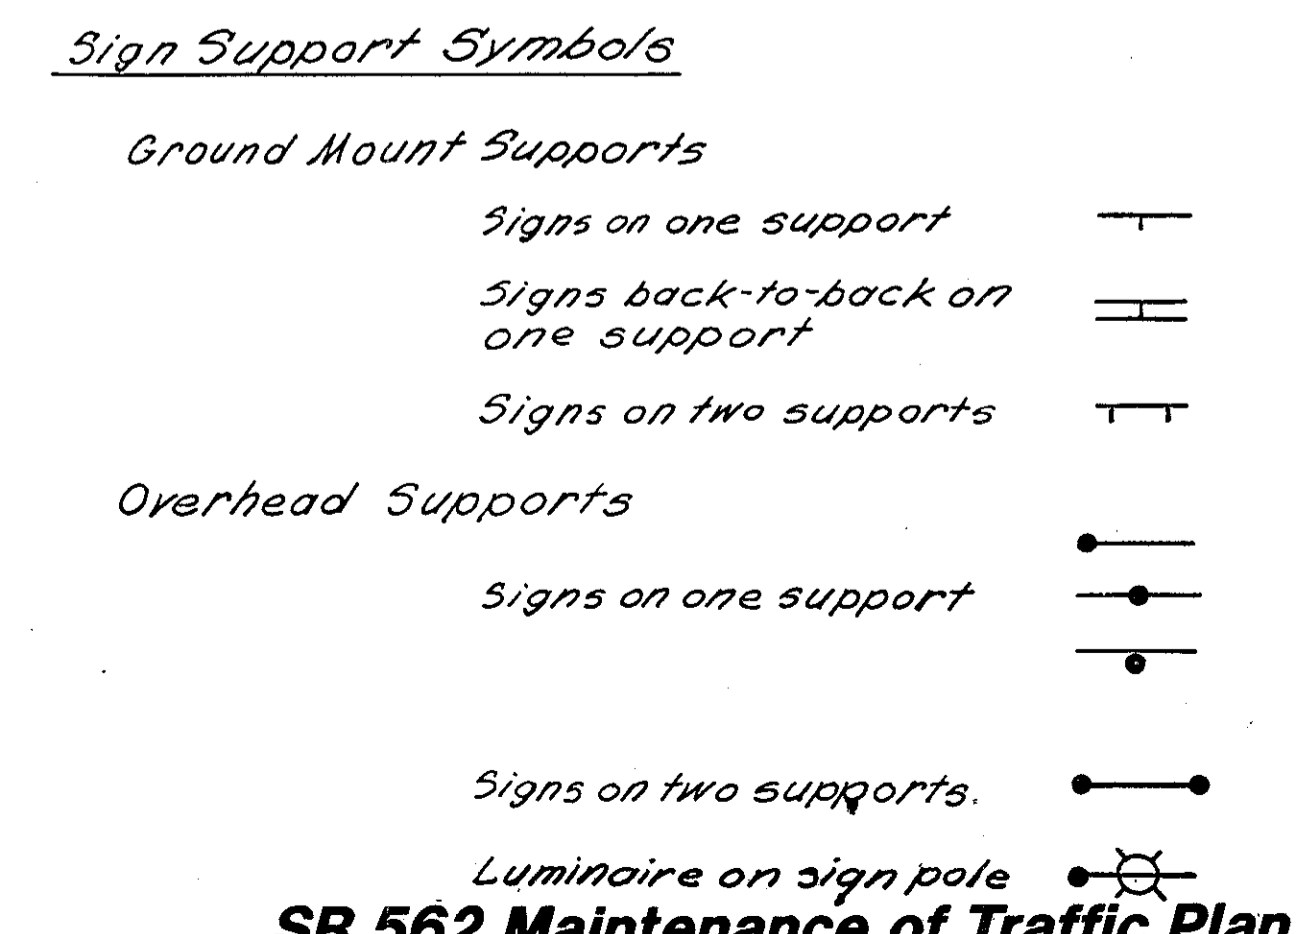 Sign Support Symbols
Ground Mount Supports
Signs on one support
Signs back-to-back on
one support
Signs on two supports
Overhead Supports
Signs on one support
Signs on two supports.
Luminaire on sign pole
SR 562 Maintenance of Traffic Plan